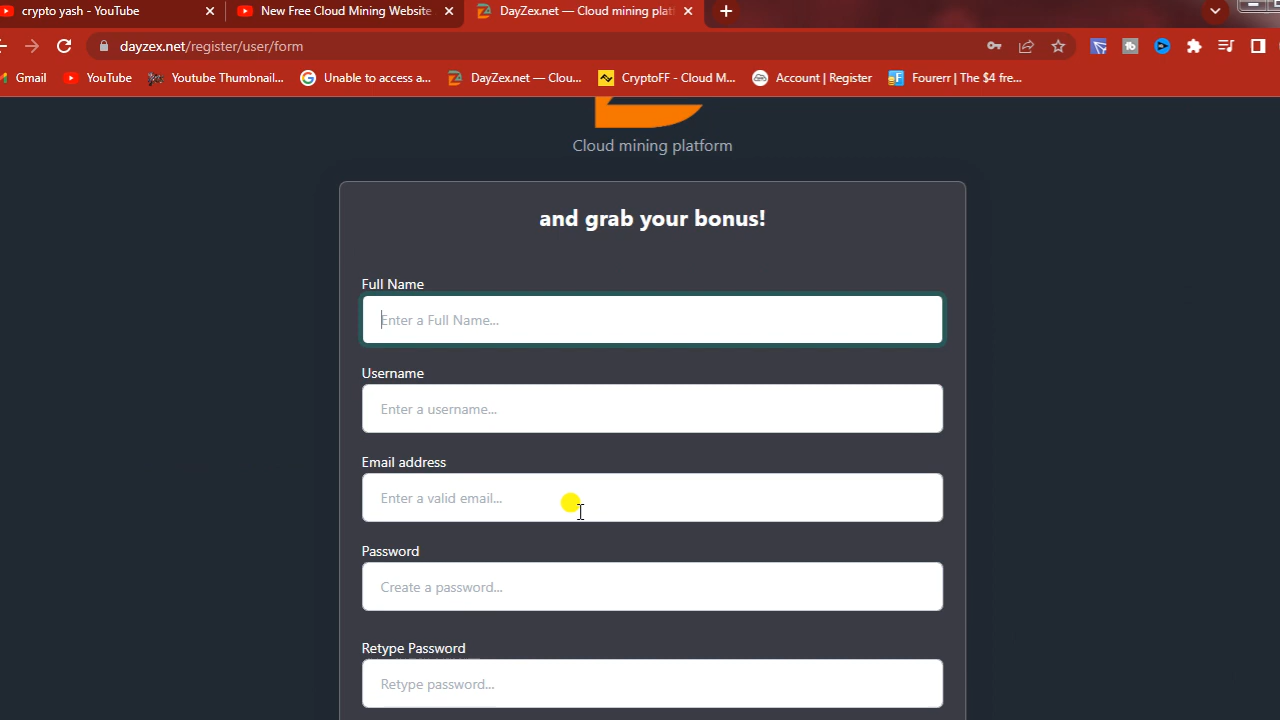 crypto yash - YouTube
New Free Cloud Mining Website
DayZex.net — Cloud mining plat
dayzex.net/register/user/form
Gmail
YouTube
Youtube Thumbnail...
Unable to access a...
DayZex.net — Clou...
CryptoFF - Cloud M...
Account | Register
Fourerr | The $4 fre...
Cloud mining platform
and grab your bonus!
Full Name
Enter a Full Name...
Username
Enter a username...
Email address
Enter a valid email...
Password
Create a password...
Retype Password
Retype password...